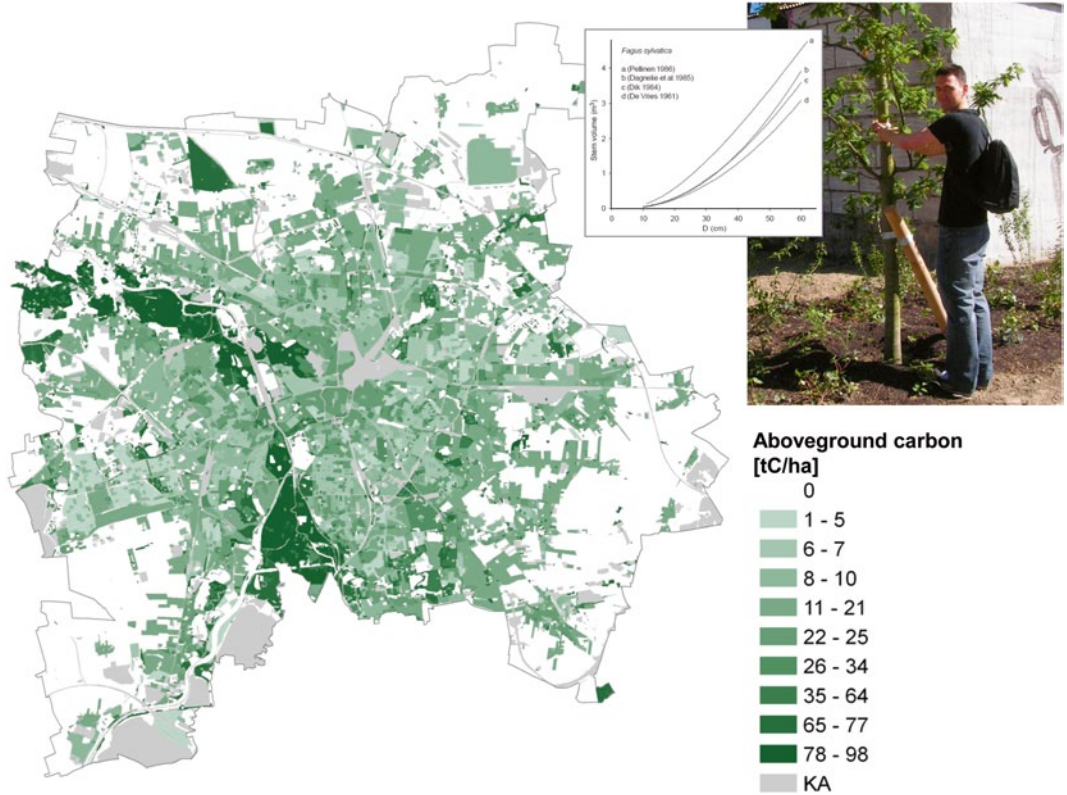 Fagus sylvatica
a (Pellinen 1986)
b (Dagnelie et al 1985)
c (Dik 1984)
d (De Vries 1961)
a
b
c
d
Stem volume (m³)
4
3
2
1
0
0 10 20 30 40 50 60
D (cm)
Aboveground carbon
[tC/ha]
0
1 - 5
6 - 7
8 - 10
11 - 21
22 - 25
26 - 34
35 - 64
65 - 77
78 - 98
KA